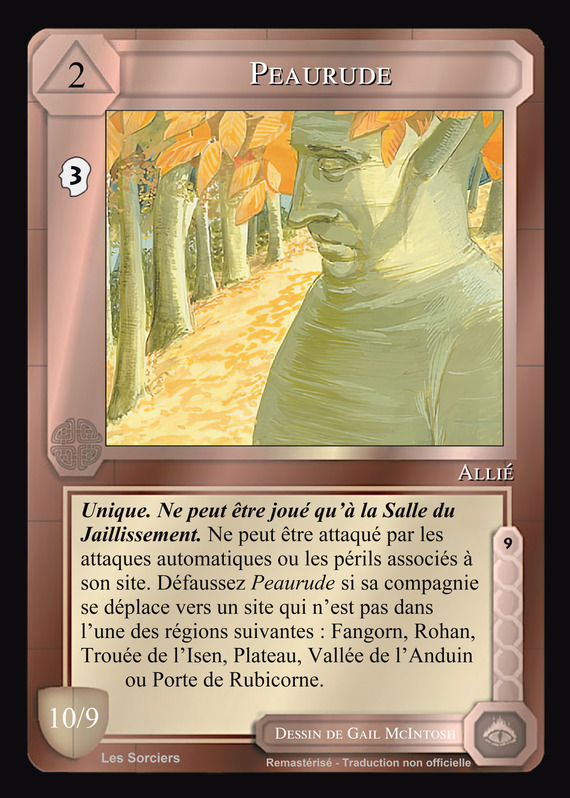 2
Peaurude
3
Allié
Unique. Ne peut être joué qu’à la Salle du
Jaillissement. Ne peut être attaqué par les
attaques automatiques ou les périls associés à
son site. Défaussez Peaurude si sa compagnie
se déplace vers un site qui n’est pas dans
l’une des régions suivantes : Fangorn, Rohan,
Trouée de l’Isen, Plateau, Vallée de l’Anduin
ou Porte de Rubicorne.
9
10/9
Dessin de Gail McIntosh
Les Sorciers
Remastérisé - Traduction non officielle